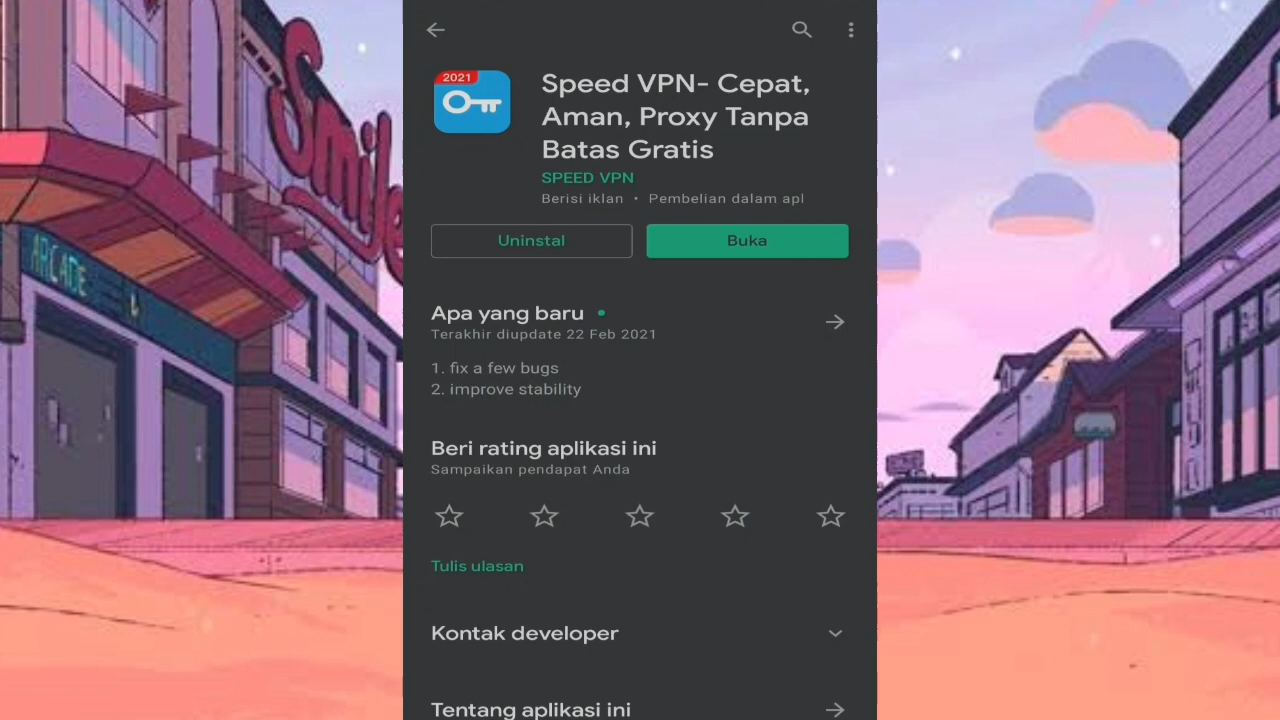 Smile
ARCADE
2021
Speed VPN- Cepat,
Aman, Proxy Tanpa
Batas Gratis
SPEED VPN
Berisi iklan • Pembelian dalam apl
Uninstal
Buka
Apa yang baru •
Terakhir diupdate 22 Feb 2021
1. fix a few bugs
2. improve stability
Beri rating aplikasi ini
Sampaikan pendapat Anda
Tulis ulasan
Kontak developer
Tentang aplikasi ini